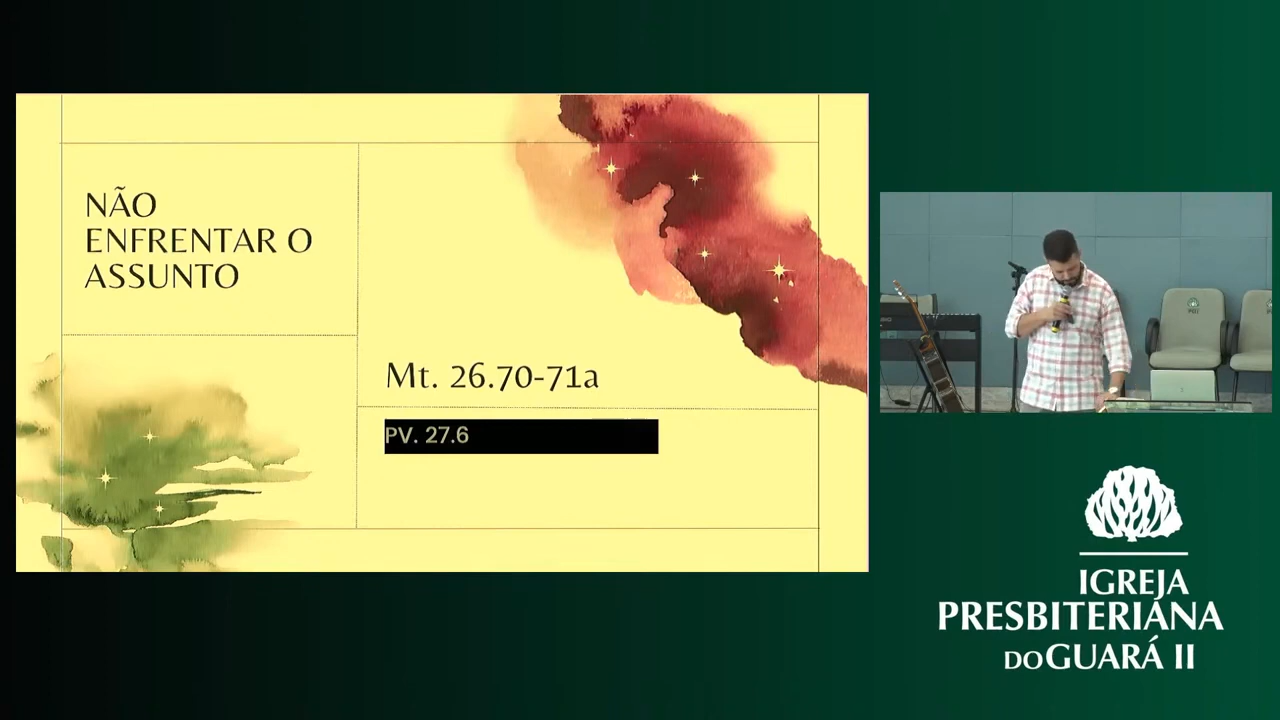 NÃO
ENFRENTAR O
ASSUNTO
Mt. 26.70-71a
PV. 27.6
IGREJA
PRESBITERIANA
DO GUARÁ II